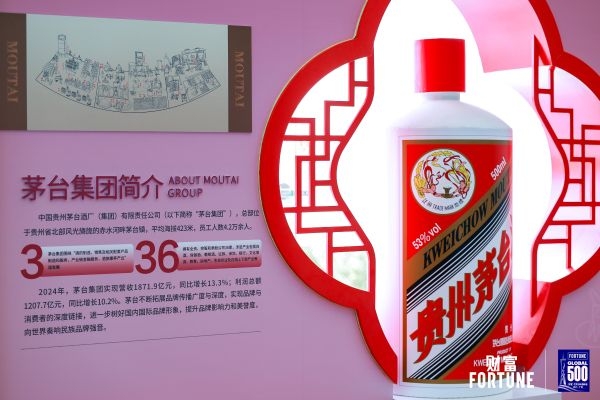 MOUTAI
MOUTAI
茅台集团简介 ABOUT MOUTAI
GROUP
中国贵州茅台酒厂（集团）有限责任公司（以下简称“茅台集团”），总部位
于贵州省北部风光旖旎的赤水河畔茅台镇，平均海拔423米，员工人数4.2万余人。
3
36
2024年，茅台集团实现营收1871.9亿元，同比增长13.3%；利润总额
1207.7亿元，同比增长10.2%。茅台不断拓展品牌传播广度与深度，实现品牌与
消费者的深度链接，进一步树好国内国际品牌形象，提升品牌影响力和美誉度，
向世界奏响民族品牌强音。
500ml
53% vol
KWEICHOW MOU
贵州茅台
财富
FORTUNE
FORTUNE
GLOBAL
500